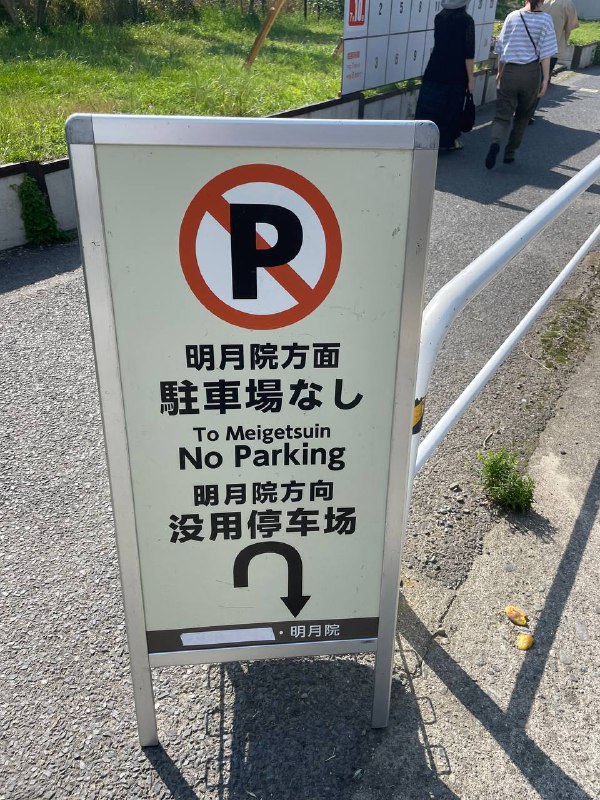 P
明月院方面
駐車場なし
To Meigetsuin
No Parking
明月院方向
没用停车场
・明月院